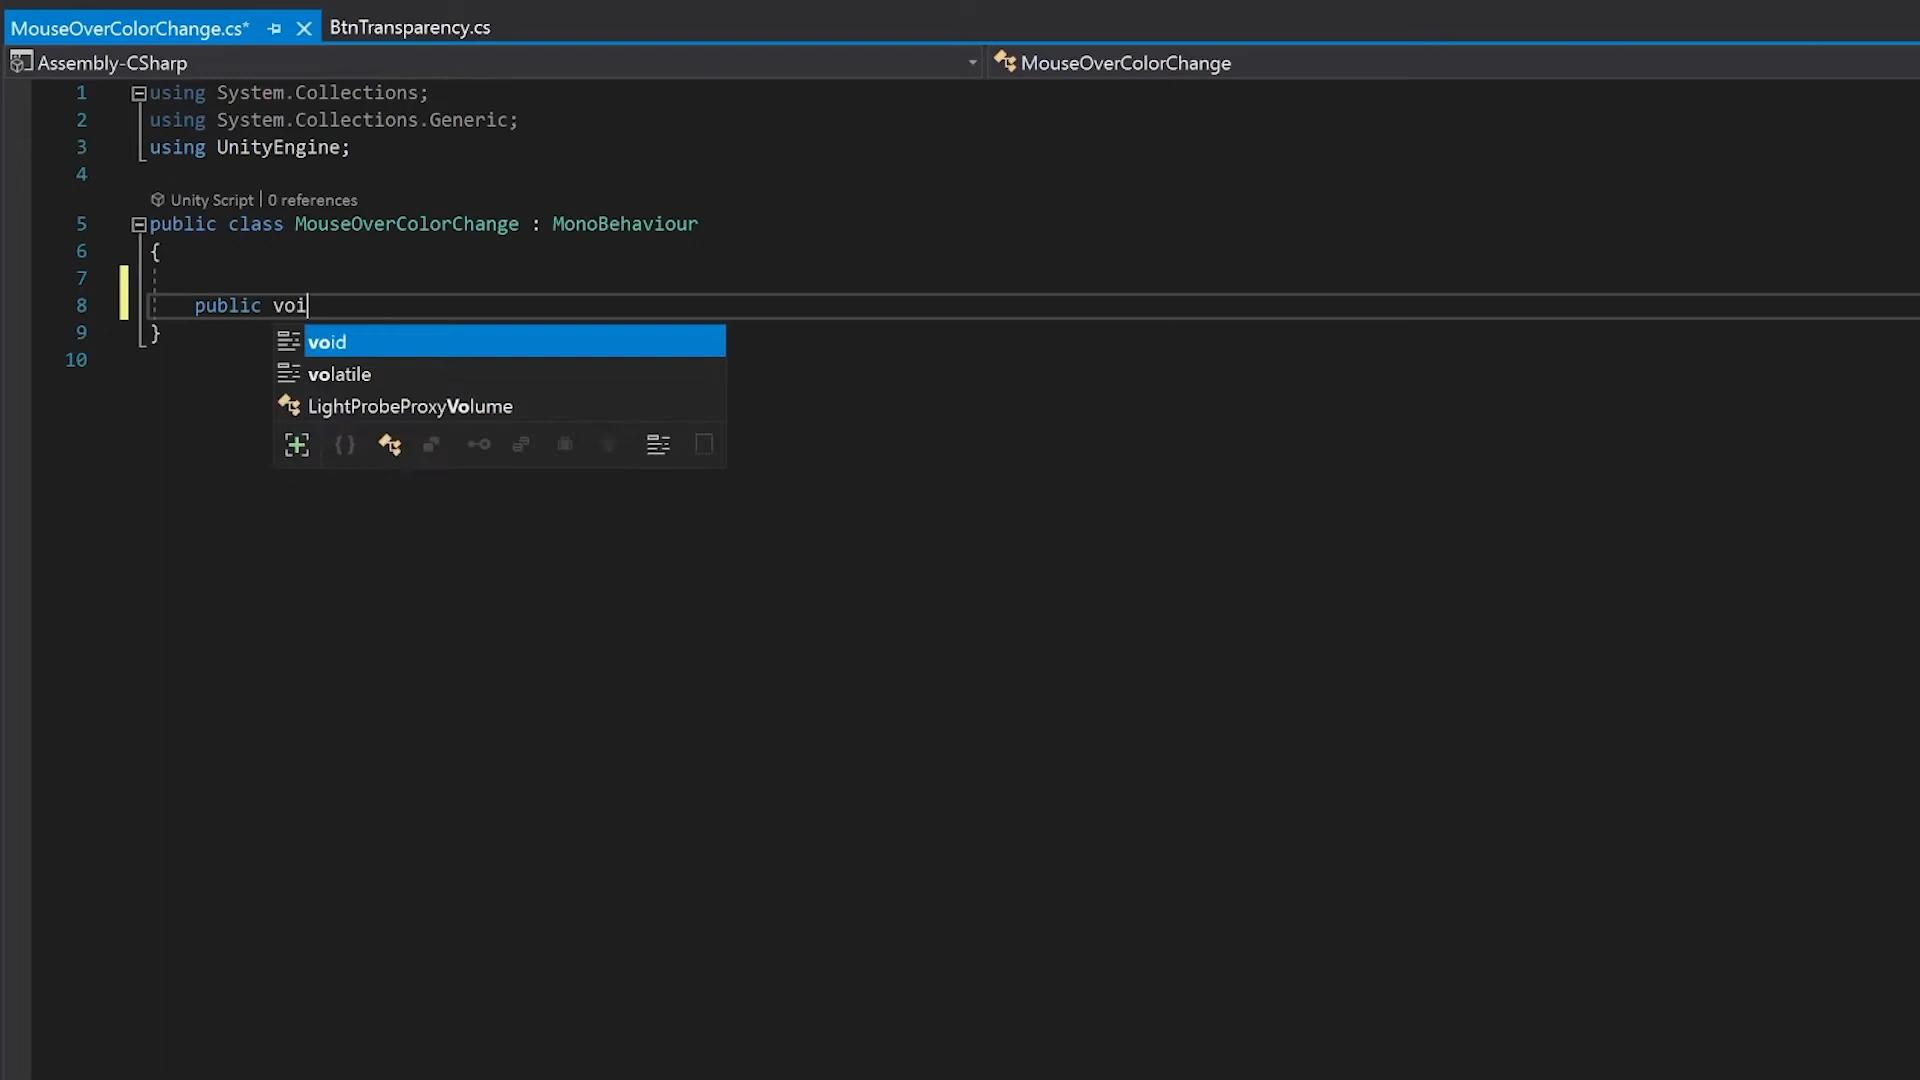 MouseOverColorChange.cs* BtnTransparency.cs
Assembly-CSharp MouseOverColorChange
1 using System.Collections;
2 using System.Collections.Generic;
3 using UnityEngine;
4
Unity Script | 0 references
5 public class MouseOverColorChange : MonoBehaviour
6 {
7
8 public voi
9 }
void
volatile
10
LightProbeProxyVolume